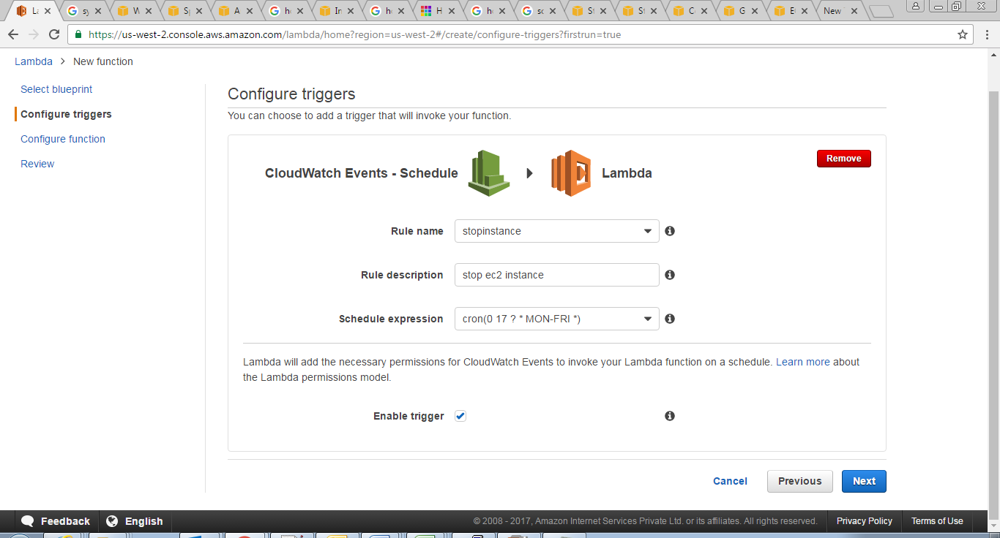 La
sy
W
Sp
A
In
H
St
St
C
G
New
https://us-west-2.console.aws.amazon.com/lambda/home?region=us-west-2#/create/configure-triggers?firstrun=true
Lambda > New function
Select blueprint
Configure triggers
Configure function
Review
Configure triggers
You can choose to add a trigger that will invoke your function.
Remove
CloudWatch Events - Schedule
Lambda
Rule name stopinstance
Rule description stop ec2 instance
Schedule expression cron(0 17 ? * MON-FRI *)
Lambda will add the necessary permissions for CloudWatch Events to invoke your Lambda function on a schedule. Learn more about
the Lambda permissions model.
Enable trigger
Cancel Previous Next
Feedback English © 2008 - 2017, Amazon Internet Services Private Ltd. or its affiliates. All rights reserved. Privacy Policy Terms of Use